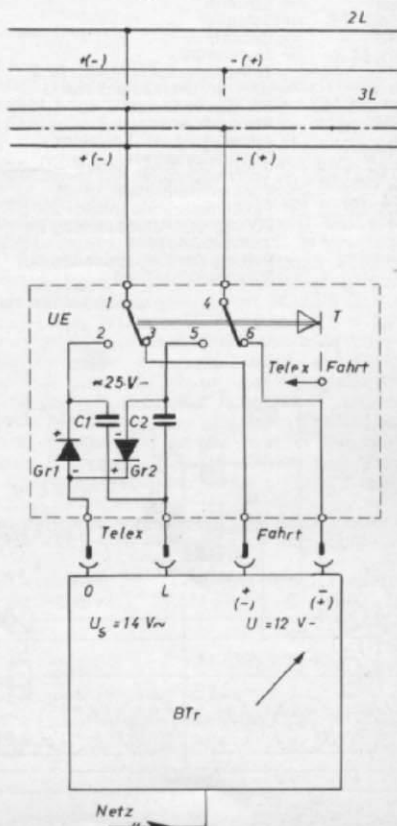 2L
+(-) -(+)
3L
+(-) -(+)
1 4
UE 2 3 5 6 T
Telex Fahrt
≈25V-
C1 C2
+ -
- +
Gr1 Gr2
Telex Fahrt
0 L + -
(-) (+)
U_S = 14 V~ U = 12 V-
BTr
Netz